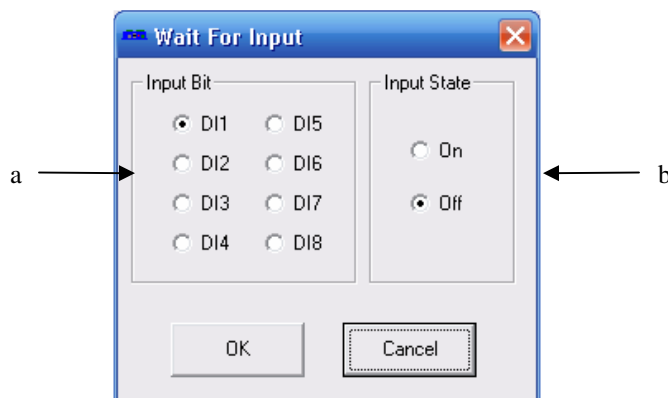 Wait For Input
Input Bit
Input State
DI1 DI5
On
DI2 DI6
a
b
DI3 DI7
Off
DI4 DI8
OK
Cancel